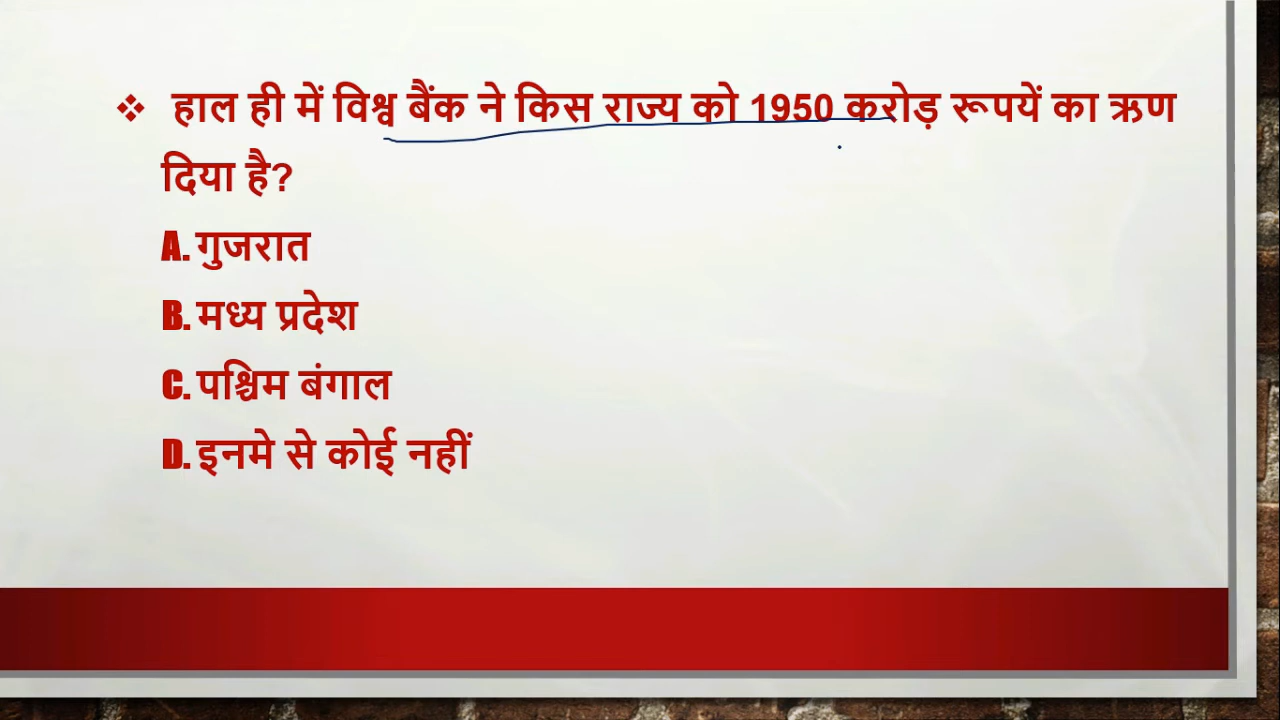 ❖ हाल ही में विश्व बैंक ने किस राज्य को 1950 करोड़ रूपयें का ऋण
दिया है?
A. गुजरात
B. मध्य प्रदेश
C. पश्चिम बंगाल
D. इनमे से कोई नहीं